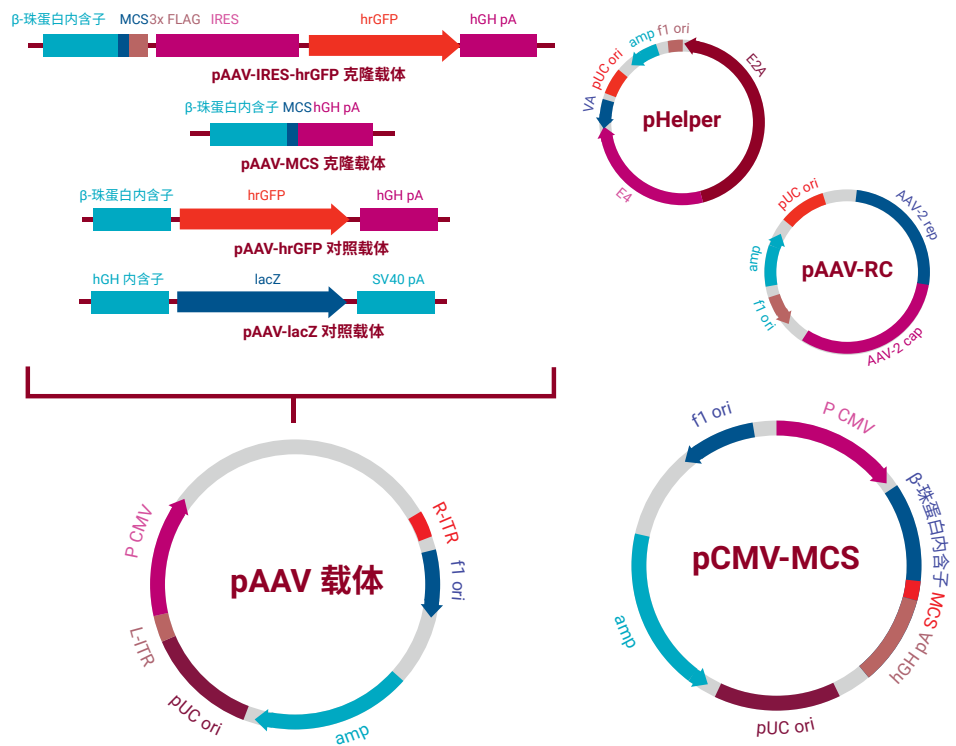 β-珠蛋白内含子 MCS 3x FLAG IRES hrGFP hGH pA
pAAV-IRES-hrGFP 克隆载体
β-珠蛋白内含子 MCS hGH pA
pAAV-MCS 克隆载体
β-珠蛋白内含子 hrGFP hGH pA
pAAV-hrGFP 对照载体
hGH 内含子 lacZ SV40 pA
pAAV-lacZ 对照载体
pHelper
VA
pUC ori
amp
f1 ori
E2A
E4
pAAV-RC
f1 ori
amp
pUC ori
AAV-2 rep
AAV-2 cap
pAAV 载体
P CMV
R-ITR
f1 ori
amp
pUC ori
L-ITR
pCMV-MCS
f1 ori
P CMV
β-珠蛋白内含子
MCS
hGH pA
pUC ori
amp